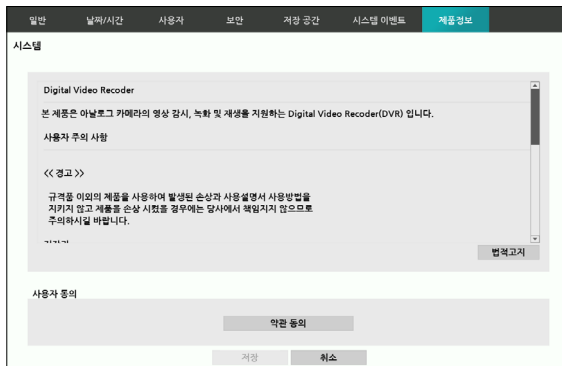 일반 날짜/시간 사용자 보안 저장 공간 시스템 이벤트 제품정보
시스템
Digital Video Recorder
본 제품은 아날로그 카메라의 영상 감시, 녹화 및 재생을 지원하는 Digital Video Recorder(DVR) 입니다.
사용자 주의 사항
<< 경고 >>
규격품 이외의 제품을 사용하여 발생된 손상과 사용설명서 사용방법을
지키지 않고 제품을 손상 시켰을 경우에는 당사에서 책임지지 않으므로
주의하시길 바랍니다.
법적고지
사용자 동의
약관 동의
저장 취소